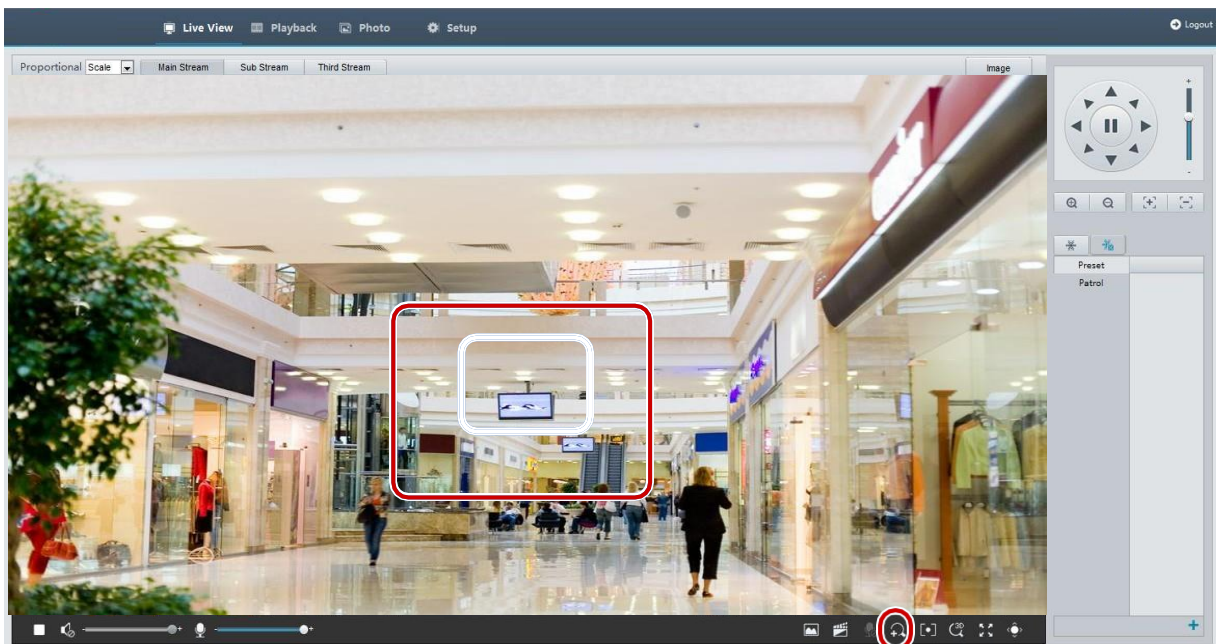 Live View Playback Photo Setup Logout
Proportional Scale Main Stream Sub Stream Third Stream Image
Preset
Patrol